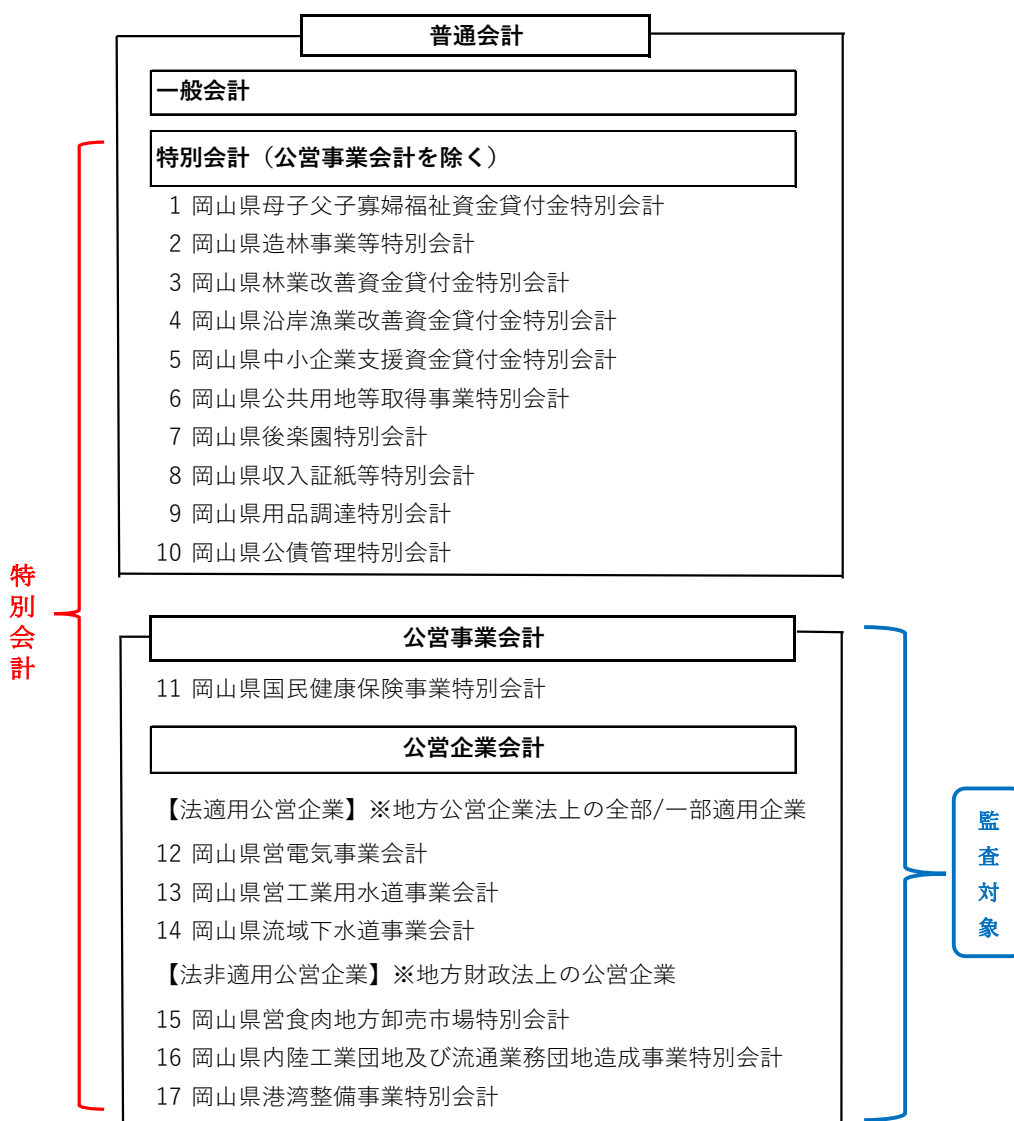 普通会計
一般会計
特別会計（公営事業会計を除く）
1 岡山県母子父子寡婦福祉資金貸付金特別会計
2 岡山県造林事業等特別会計
3 岡山県林業改善資金貸付金特別会計
4 岡山県沿岸漁業改善資金貸付金特別会計
5 岡山県中小企業支援資金貸付金特別会計
6 岡山県公共用地等取得事業特別会計
7 岡山県後楽園特別会計
8 岡山県収入証紙等特別会計
9 岡山県用品調達特別会計
10 岡山県公債管理特別会計
特別会計
公営事業会計
11 岡山県国民健康保険事業特別会計
公営企業会計
【法適用公営企業】※地方公営企業法上の全部/一部適用企業
12 岡山県営電気事業会計
13 岡山県営工業用水道事業会計
14 岡山県流域下水道事業会計
【法非適用公営企業】※地方財政法上の公営企業
15 岡山県営食肉地方卸売市場特別会計
16 岡山県内陸工業団地及び流通業務団地造成事業特別会計
17 岡山県港湾整備事業特別会計
監査対象